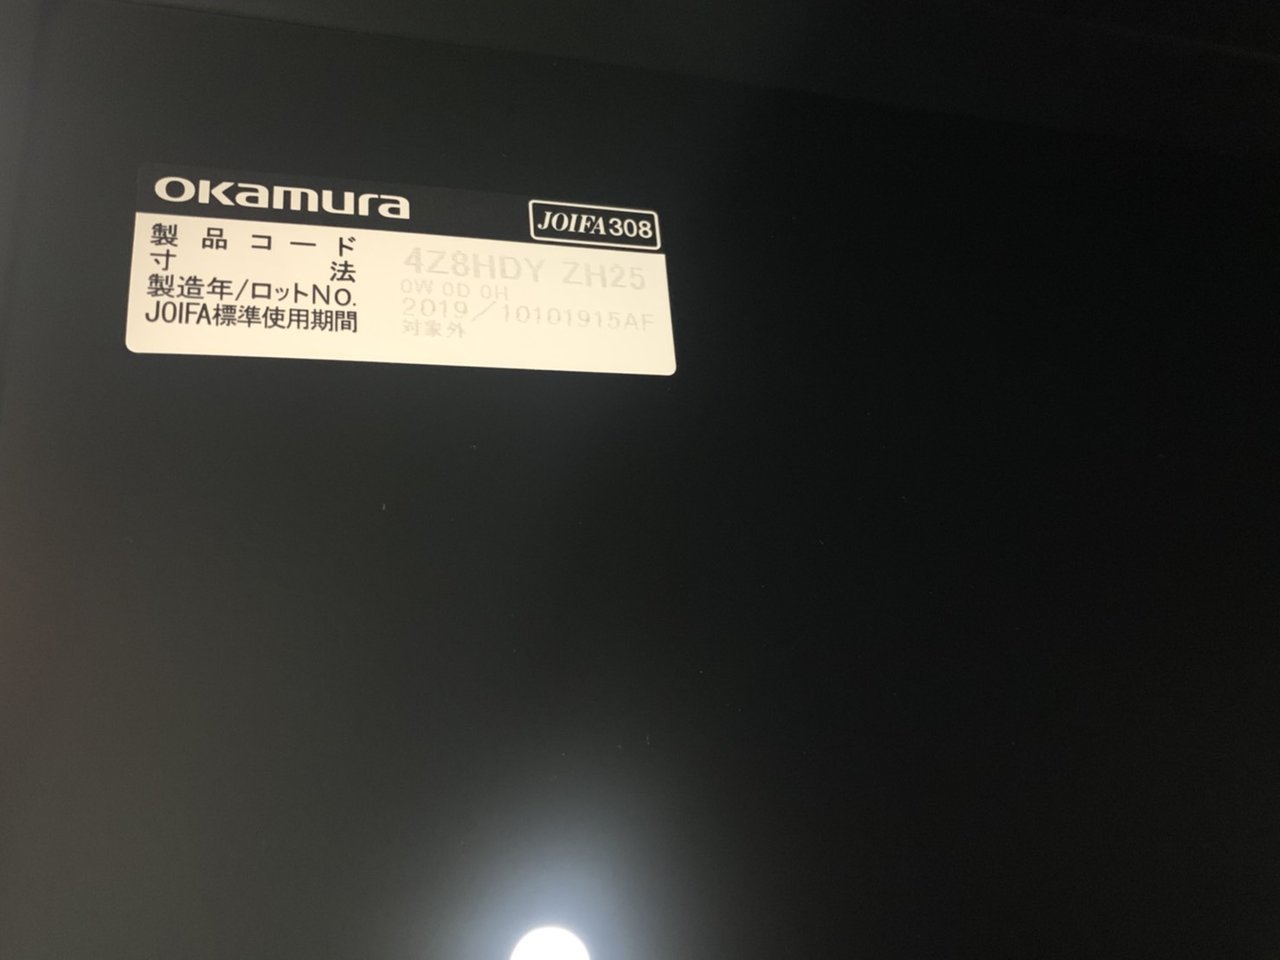 okamura
JOIFA308
製品コード 4Z8HDY ZH25
寸法 0W 0D 0H
製造年/ロットNO. 2019/10101915AF
JOIFA標準使用期間 対象外